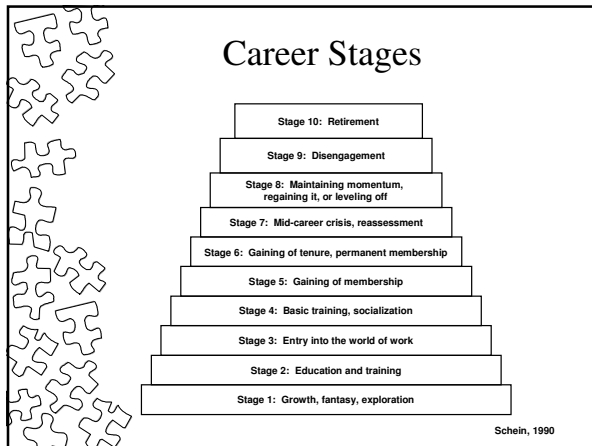 Career Stages
Stage 10: Retirement
Stage 9: Disengagement
Stage 8: Maintaining momentum,
regaining it, or leveling off
Stage 7: Mid-career crisis, reassessment
Stage 6: Gaining of tenure, permanent membership
Stage 5: Gaining of membership
Stage 4: Basic training, socialization
Stage 3: Entry into the world of work
Stage 2: Education and training
Stage 1: Growth, fantasy, exploration
Schein, 1990